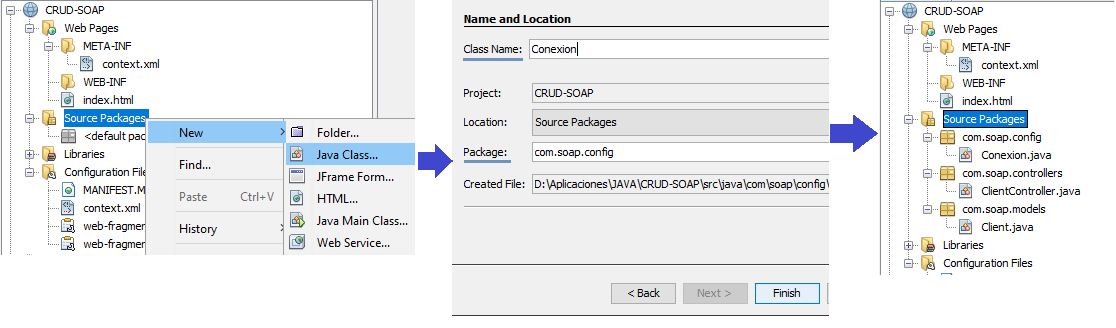 CRUD-SOAP
Web Pages
META-INF
context.xml
WEB-INF
index.html
Source Packages
<default pac
Libraries
Configuration Files
MANIFEST.M
context.xml
web-fragmer
web-fragmer
New
Find...
Paste Ctrl+V
History
Folder...
Java Class...
JFrame Form...
HTML...
Java Main Class...
Web Service...
Name and Location
Class Name: Conexion
Project: CRUD-SOAP
Location: Source Packages
Package: com.soap.config
Created File: D:\Aplicaciones\JAVA\CRUD-SOAP\src\java\com\soap\config\
< Back Next > Finish
CRUD-SOAP
Web Pages
META-INF
context.xml
WEB-INF
index.html
Source Packages
com.soap.config
Conexion.java
com.soap.controllers
ClientController.java
com.soap.models
Client.java
Libraries
Configuration Files